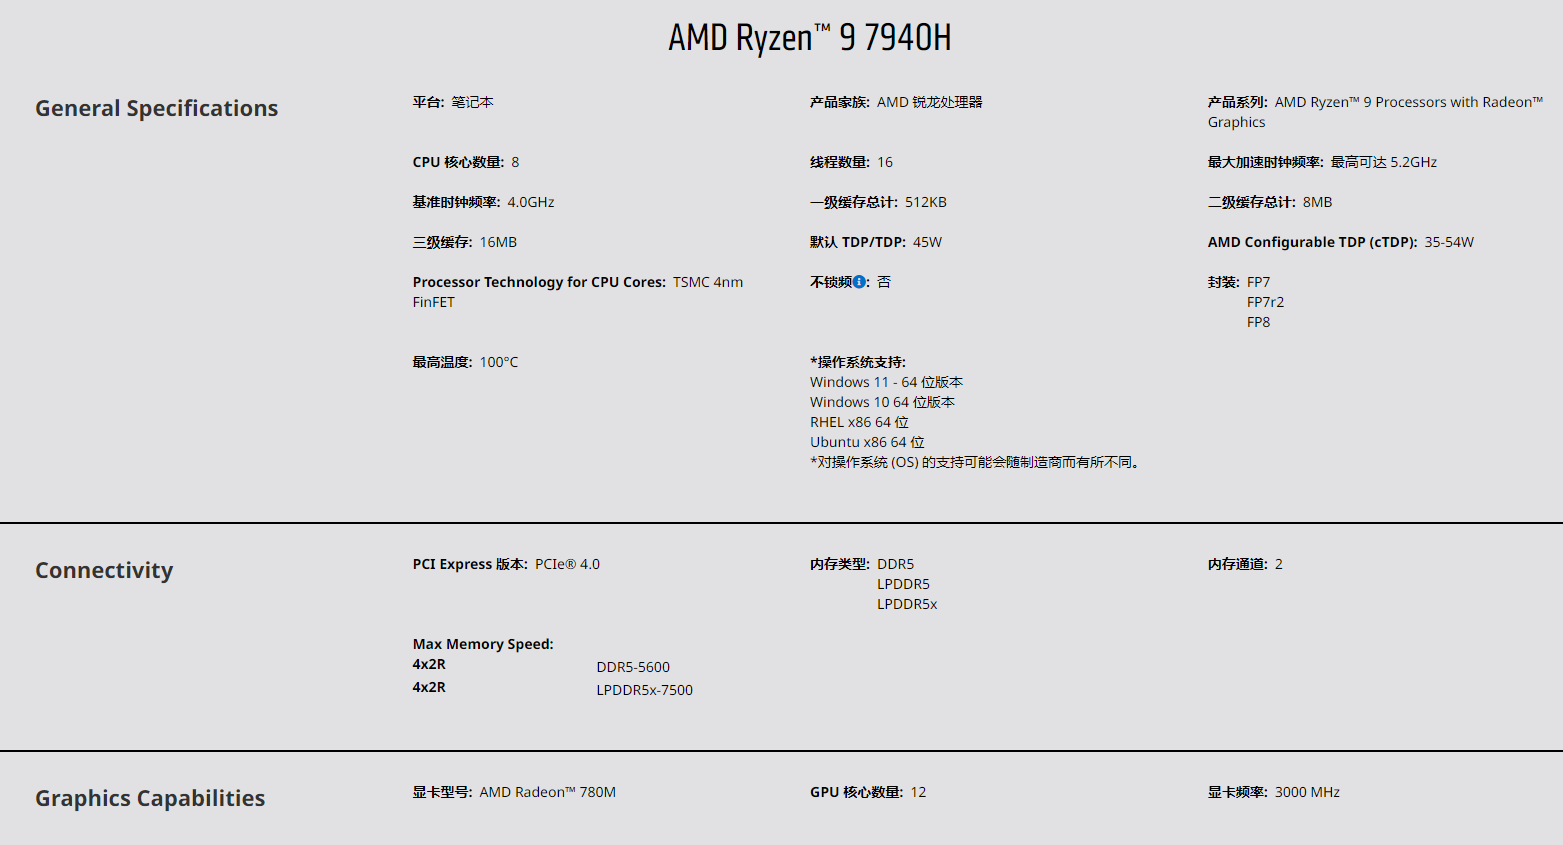 AMD Ryzen™ 9 7940H
General Specifications
平台: 笔记本
产品家族: AMD 锐龙处理器
产品系列: AMD Ryzen™ 9 Processors with Radeon™
Graphics
CPU 核心数量: 8
线程数量: 16
最大加速时钟频率: 最高可达 5.2GHz
基准时钟频率: 4.0GHz
一级缓存总计: 512KB
二级缓存总计: 8MB
三级缓存: 16MB
默认 TDP/TDP: 45W
AMD Configurable TDP (cTDP): 35-54W
Processor Technology for CPU Cores: TSMC 4nm
FinFET
不锁频i: 否
封装: FP7
FP7r2
FP8
最高温度: 100°C
*操作系统支持:
Windows 11 - 64 位版本
Windows 10 64 位版本
RHEL x86 64 位
Ubuntu x86 64 位
*对操作系统 (OS) 的支持可能会随制造商而有所不同。
Connectivity
PCI Express 版本: PCIe® 4.0
内存类型: DDR5
LPDDR5
LPDDR5x
内存通道: 2
Max Memory Speed:
4x2R DDR5-5600
4x2R LPDDR5x-7500
Graphics Capabilities
显卡型号: AMD Radeon™ 780M
GPU 核心数量: 12
显卡频率: 3000 MHz